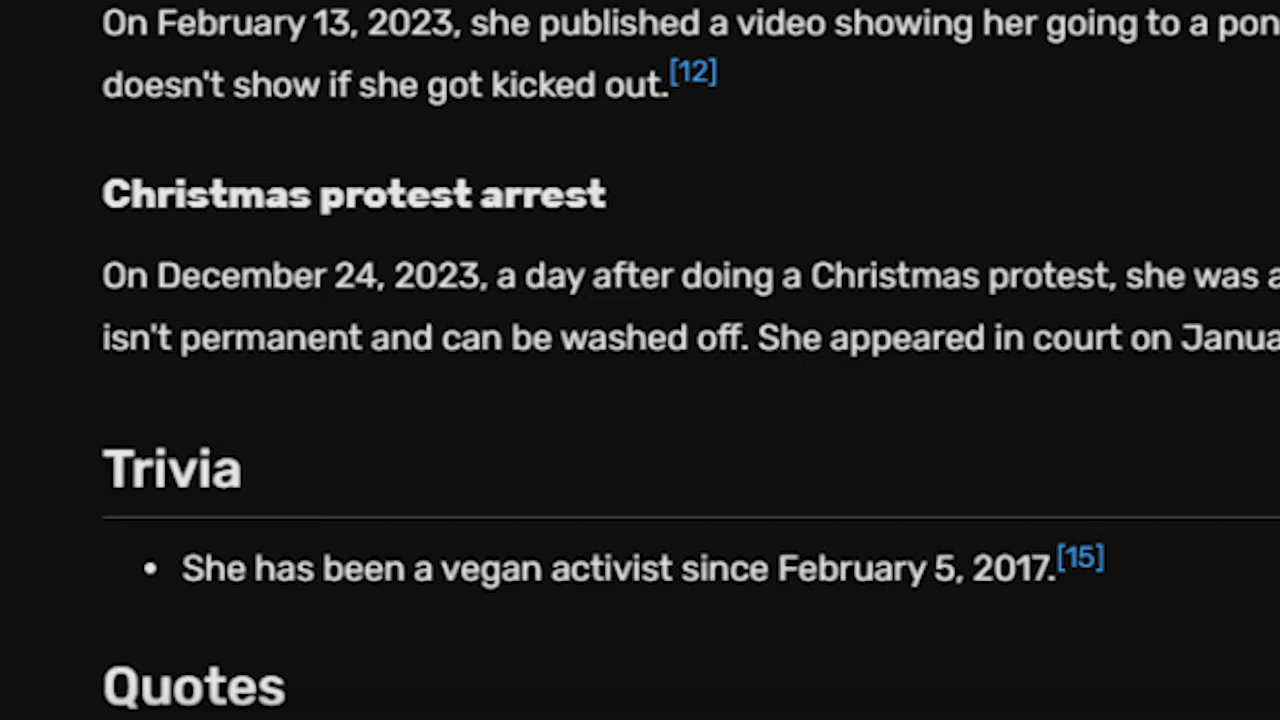 On February 13, 2023, she published a video showing her going to a
doesn't show if she got kicked out.[12]
Christmas protest arrest
On December 24, 2023, a day after doing a Christmas protest, she was
isn't permanent and can be washed off. She appeared in court on
Trivia
• She has been a vegan activist since February 5, 2017.[15]
Quotes